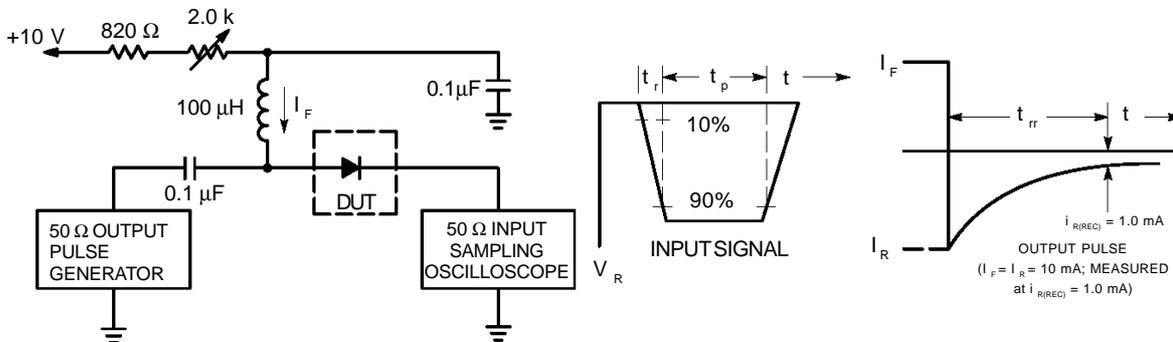 +10 V
820 Ω
2.0 k
100 μH
I F
0.1μF
0.1 μF
DUT
50 Ω OUTPUT
PULSE
GENERATOR
50 Ω INPUT
SAMPLING
OSCILLOSCOPE
t r
t p
t
10%
90%
V R
INPUT SIGNAL
I F
t rr
t
i R(REC) = 1.0 mA
I R
OUTPUT PULSE
(I F = I R = 10 mA; MEASURED
at i R(REC) = 1.0 mA)